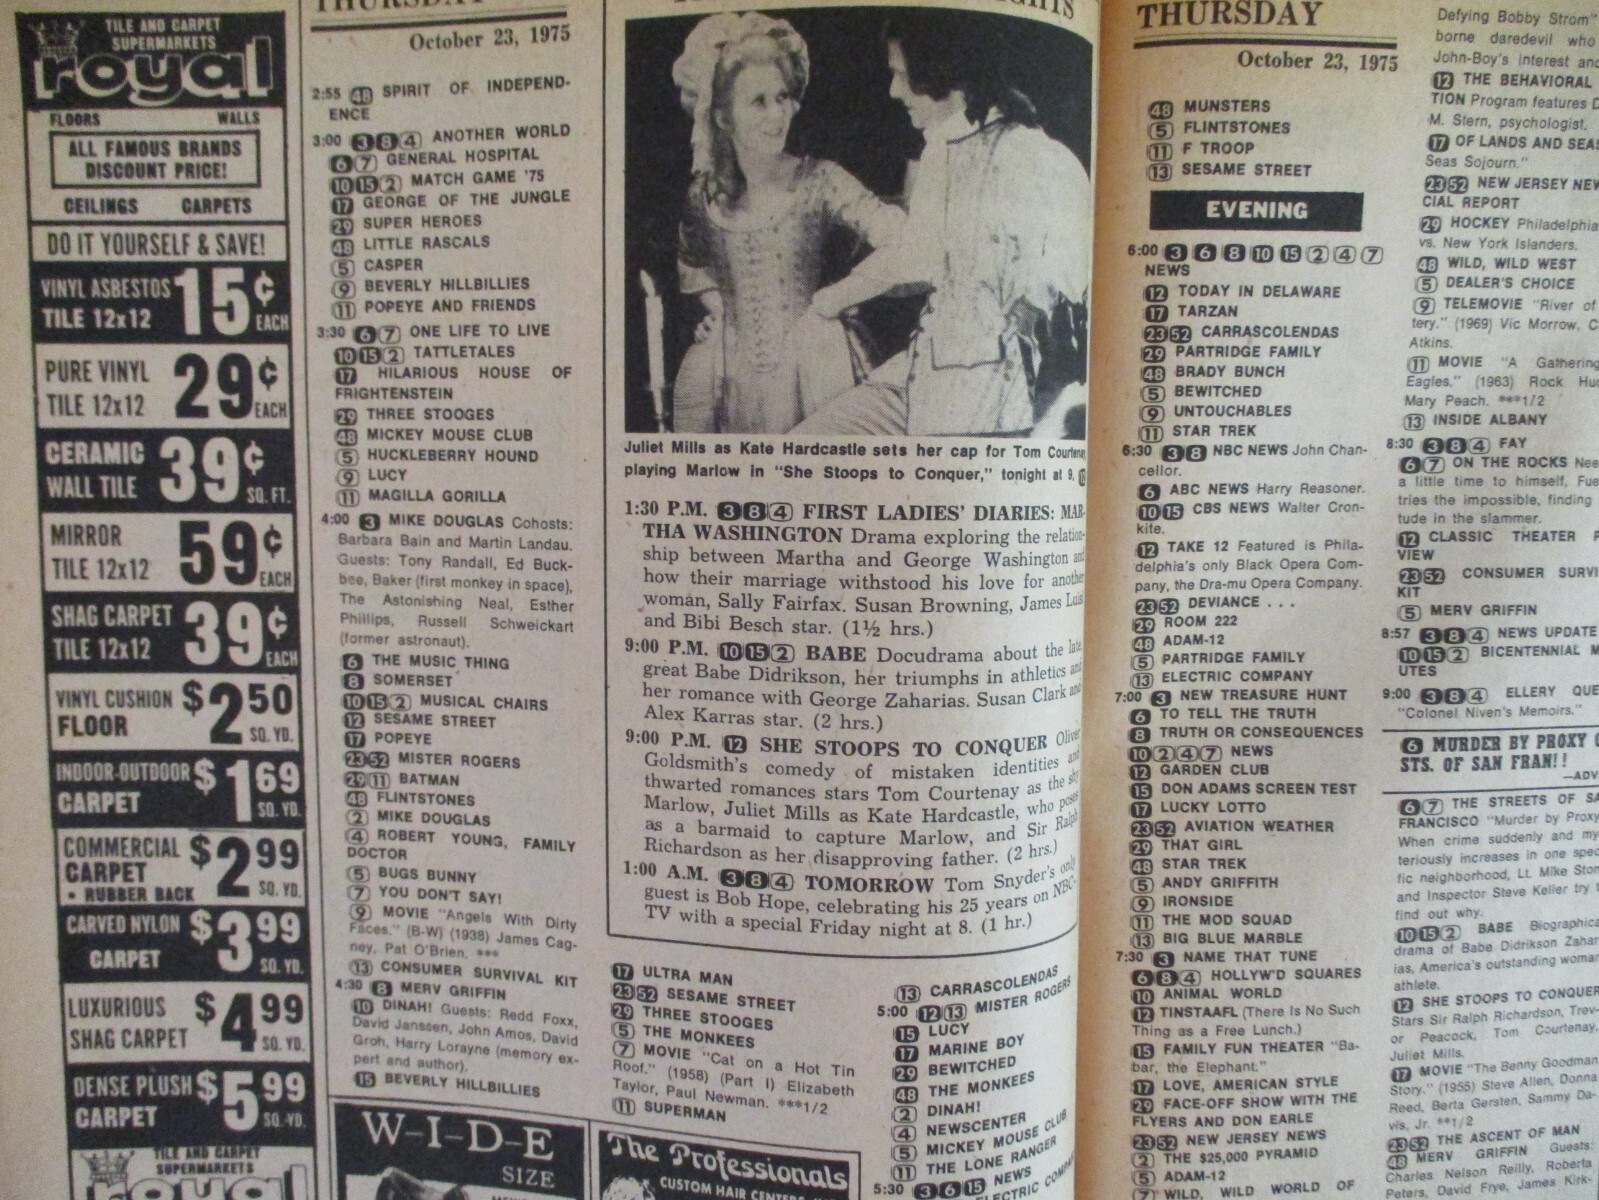 TILE AND CARPET
SUPERMARKETS
royal
FLOORS WALLS
ALL FAMOUS BRANDS
DISCOUNT PRICE!
CEILINGS CARPETS
DO IT YOURSELF & SAVE!
VINYL ASBESTOS
TILE 12x12
15¢
EACH
PURE VINYL
TILE 12x12
29¢
EACH
CERAMIC
WALL TILE
39¢
SQ. FT.
MIRROR
TILE 12x12
59¢
EACH
SHAG CARPET
TILE 12x12
39¢
EACH
VINYL CUSHION
FLOOR
$2.50
SQ. YD.
INDOOR-OUTDOOR
CARPET
$1.69
SQ. YD.
COMMERCIAL
CARPET
• RUBBER BACK
$2.99
SQ. YD.
CARVED NYLON
CARPET
$3.99
SQ. YD.
LUXURIOUS
SHAG CARPET
$4.99
SQ. YD.
DENSE PLUSH
CARPET
$5.99
SQ. YD.
TILE AND CARPET
SUPERMARKETS
royal
THURSDAY
October 23, 1975
2:55 48 SPIRIT OF INDEPEND-
ENCE
3:00 3 8 4 ANOTHER WORLD
6 7 GENERAL HOSPITAL
10 15 2 MATCH GAME '75
17 GEORGE OF THE JUNGLE
29 SUPER HEROES
48 LITTLE RASCALS
5 CASPER
9 BEVERLY HILLBILLIES
11 POPEYE AND FRIENDS
3:30 6 7 ONE LIFE TO LIVE
10 15 2 TATTLETALES
17 HILARIOUS HOUSE OF
FRIGHTENSTEIN
29 THREE STOOGES
48 MICKEY MOUSE CLUB
5 HUCKLEBERRY HOUND
9 LUCY
11 MAGILLA GORILLA
4:00 3 MIKE DOUGLAS Cohosts:
Barbara Bain and Martin Landau.
Guests: Tony Randall, Ed Buck-
bee, Baker (first monkey in space),
The Astonishing Neal, Esther
Phillips, Russell Schweickart
(former astronaut).
6 THE MUSIC THING
8 SOMERSET
10 15 2 MUSICAL CHAIRS
12 SESAME STREET
17 POPEYE
23 52 MISTER ROGERS
29 11 BATMAN
48 FLINTSTONES
2 MIKE DOUGLAS
4 ROBERT YOUNG, FAMILY
DOCTOR
5 BUGS BUNNY
7 YOU DON'T SAY!
9 MOVIE "Angels With Dirty
Faces." (B-W) (1938) James Cag-
ney, Pat O'Brien. ***
13 CONSUMER SURVIVAL KIT
4:30 8 MERV GRIFFIN
10 DINAH! Guests: Redd Foxx,
David Janssen, John Amos, David
Groh, Harry Lorayne (memory ex-
pert and author).
15 BEVERLY HILLBILLIES
W-I-D-E
SIZE
Juliet Mills as Kate Hardcastle sets her cap for Tom Courtenay
playing Marlow in "She Stoops to Conquer," tonight at 9, 12
1:30 P.M. 3 8 4 FIRST LADIES' DIARIES: MAR-
THA WASHINGTON Drama exploring the relation-
ship between Martha and George Washington and
how their marriage withstood his love for another
woman, Sally Fairfax. Susan Browning, James Luisi
and Bibi Besch star. (1½ hrs.)
9:00 P.M. 10 15 2 BABE Docudrama about the late
great Babe Didrikson, her triumphs in athletics and
her romance with George Zaharias. Susan Clark and
Alex Karras star. (2 hrs.)
9:00 P.M. 12 SHE STOOPS TO CONQUER Oliver
Goldsmith's comedy of mistaken identities and
thwarted romances stars Tom Courtenay as the shy
Marlow, Juliet Mills as Kate Hardcastle, who poses
as a barmaid to capture Marlow, and Sir Ralph
Richardson as her disapproving father. (2 hrs.)
1:00 A.M. 3 8 4 TOMORROW Tom Snyder's only
guest is Bob Hope, celebrating his 25 years on NBC-
TV with a special Friday night at 8. (1 hr.)
17 ULTRA MAN
23 52 SESAME STREET
29 THREE STOOGES
5 THE MONKEES
7 MOVIE "Cat on a Hot Tin
Roof." (1958) (Part I) Elizabeth
Taylor, Paul Newman. ***1/2
11 SUPERMAN
The Professionals
CUSTOM HAIR
13 CARRASCOLENDAS
5:00 12 13 MISTER ROGERS
15 LUCY
17 MARINE BOY
29 BEWITCHED
48 THE MONKEES
2 DINAH!
4 NEWSCENTER
5 MICKEY MOUSE CLUB
11 THE LONE RANGER
5:30 3 6 15 NEWS
THURSDAY
October 23, 1975
48 MUNSTERS
5 FLINTSTONES
11 F TROOP
13 SESAME STREET
EVENING
6:00 3 6 8 10 15 2 4 7
NEWS
12 TODAY IN DELAWARE
17 TARZAN
23 52 CARRASCOLENDAS
29 PARTRIDGE FAMILY
48 BRADY BUNCH
5 BEWITCHED
9 UNTOUCHABLES
11 STAR TREK
6:30 3 8 NBC NEWS John Chan-
cellor.
6 ABC NEWS Harry Reasoner.
10 15 CBS NEWS Walter Cron-
kite.
12 TAKE 12 Featured is Phila-
delphia's only Black Opera Com-
pany, the Dra-mu Opera Company.
23 52 DEVIANCE . . .
29 ROOM 222
48 ADAM-12
5 PARTRIDGE FAMILY
13 ELECTRIC COMPANY
7:00 3 NEW TREASURE HUNT
6 TO TELL THE TRUTH
8 TRUTH OR CONSEQUENCES
10 2 4 7 NEWS
12 GARDEN CLUB
15 DON ADAMS SCREEN TEST
17 LUCKY LOTTO
23 52 AVIATION WEATHER
29 THAT GIRL
48 STAR TREK
5 ANDY GRIFFITH
9 IRONSIDE
11 THE MOD SQUAD
13 BIG BLUE MARBLE
7:30 3 NAME THAT TUNE
6 8 4 HOLLYW'D SQUARES
10 ANIMAL WORLD
12 TINSTAAFL (There Is No Such
Thing as a Free Lunch.)
15 FAMILY FUN THEATER "Ba-
bar, the Elephant."
17 LOVE, AMERICAN STYLE
29 FACE-OFF SHOW WITH THE
FLYERS AND DON EARLE
23 52 NEW JERSEY NEWS
2 THE $25,000 PYRAMID
5 ADAM-12
7 WILD, WILD WORLD OF
Defying Bobby Strom"
borne daredevil who
John-Boy's interest and
12 THE BEHAVIORAL
TION Program features
M. Stern, psychologist.
17 OF LANDS AND SEAS
Seas Sojourn."
23 52 NEW JERSEY NEW
CIAL REPORT
29 HOCKEY Philadelphia
vs. New York Islanders.
48 WILD, WILD WEST
5 DEALER'S CHOICE
9 TELEMOVIE "River of
tery." (1969) Vic Morrow, C
Atkins.
11 MOVIE "A Gathering
Eagles." (1963) Rock Hud
Mary Peach. ***1/2
13 INSIDE ALBANY
8:30 3 8 4 FAY
6 7 ON THE ROCKS Nee
a little time to himself, Fue
tries the impossible, finding
tude in the slammer.
12 CLASSIC THEATER P
VIEW
23 52 CONSUMER SURVI
KIT
5 MERV GRIFFIN
8:57 3 8 4 NEWS UPDATE
10 15 2 BICENTENNIAL M
UTES
9:00 3 8 4 ELLERY QUE
"Colonel Niven's Memoirs."
6 MURDER BY PROXY
STS. OF SAN FRAN!!
—ADV
6 7 THE STREETS OF SA
FRANCISCO "Murder by Proxy
When crime suddenly and my
teriously increases in one spec
fic neighborhood, Lt. Mike Ston
and Inspector Steve Keller try t
find out why.
10 15 2 BABE Biographica
drama of Babe Didrikson Zahar
ias, America's outstanding woman
athlete.
12 SHE STOOPS TO CONQUER
Stars Sir Ralph Richardson, Trev-
or Peacock, Tom Courtenay,
Juliet Mills.
17 MOVIE "The Benny Goodman
Story." (1955) Steve Allen, Donna
Reed, Berta Gersten, Sammy Da-
vis, Jr. **1/2
23 52 THE ASCENT OF MAN
48 MERV GRIFFIN Guests:
Charles Nelson Reilly, Roberta
Peters, David Frye, James Kirk-